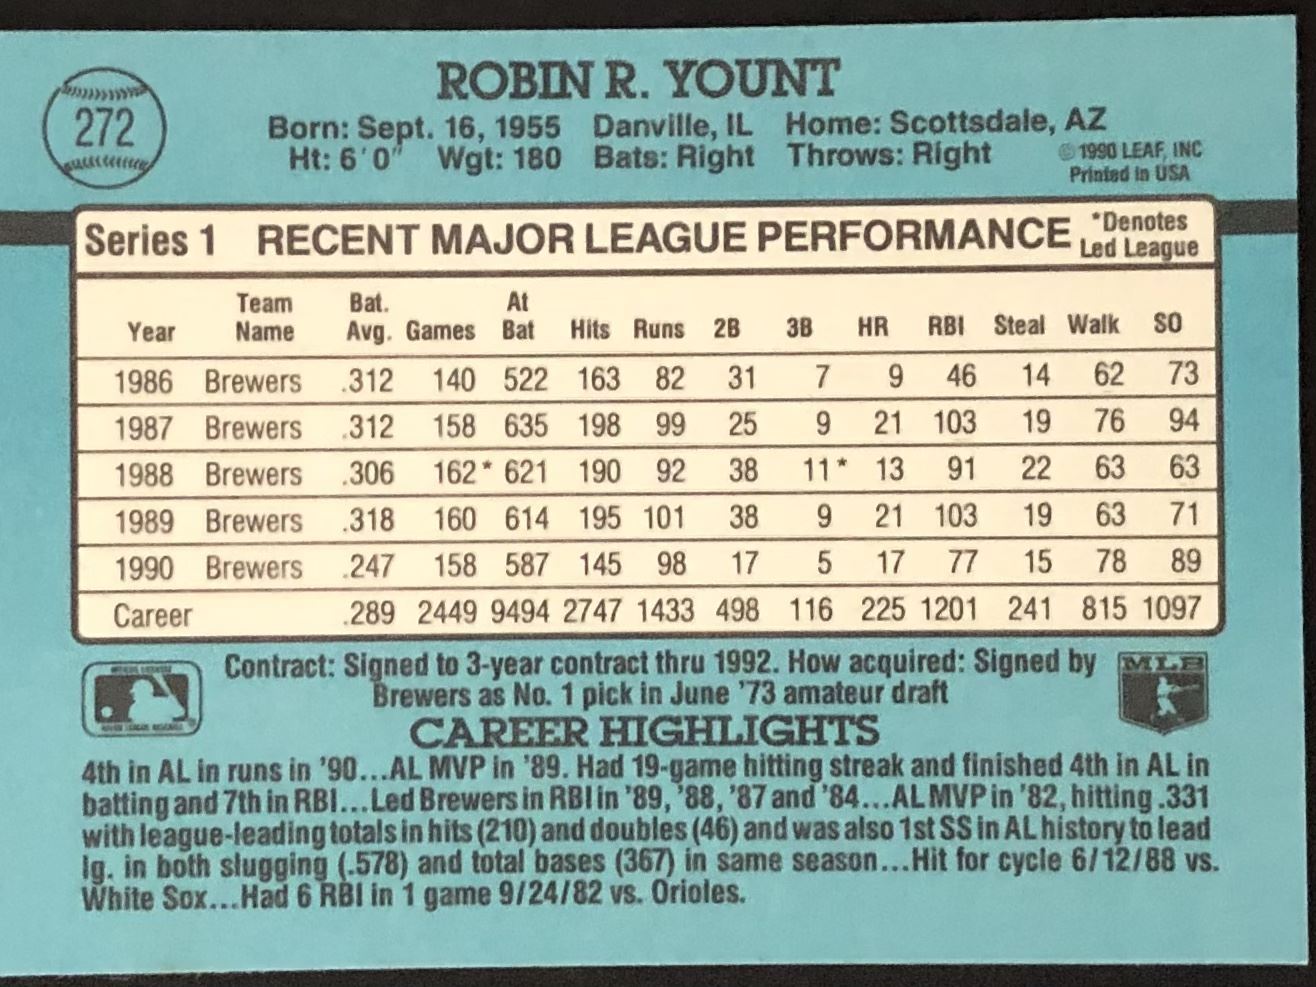 272
ROBIN R. YOUNT
Born: Sept. 16, 1955 Danville, IL Home: Scottsdale, AZ
Ht: 6'0" Wgt: 180 Bats: Right Throws: Right
© 1990 LEAF, INC
Printed in USA
Series 1 RECENT MAJOR LEAGUE PERFORMANCE
*Denotes
Led League
Year Team Name Bat. Avg. Games At Bat Hits Runs 2B 3B HR RBI Steal Walk SO
1986 Brewers .312 140 522 163 82 31 7 9 46 14 62 73
1987 Brewers .312 158 635 198 99 25 9 21 103 19 76 94
1988 Brewers .306 162* 621 190 92 38 11* 13 91 22 63 63
1989 Brewers .318 160 614 195 101 38 9 21 103 19 63 71
1990 Brewers .247 158 587 145 98 17 5 17 77 15 78 89
Career .289 2449 9494 2747 1433 498 116 225 1201 241 815 1097
Contract: Signed to 3-year contract thru 1992. How acquired: Signed by
Brewers as No. 1 pick in June '73 amateur draft
MLB
CAREER HIGHLIGHTS
4th in AL in runs in '90...AL MVP in '89. Had 19-game hitting streak and finished 4th in AL in
batting and 7th in RBI...Led Brewers in RBI in '89, '88, '87 and '84...AL MVP in '82, hitting .331
with league-leading totals in hits (210) and doubles (46) and was also 1st SS in AL history to lead
lg. in both slugging (.578) and total bases (367) in same season...Hit for cycle 6/12/88 vs.
White Sox...Had 6 RBI in 1 game 9/24/82 vs. Orioles.